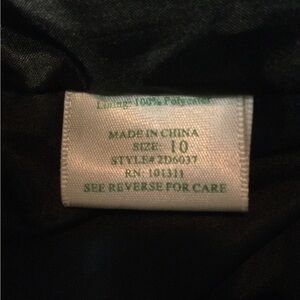 Lining: 100% Polyester
MADE IN CHINA
SIZE: 10
STYLE# 2D6037
RN: 101311
SEE REVERSE FOR CARE